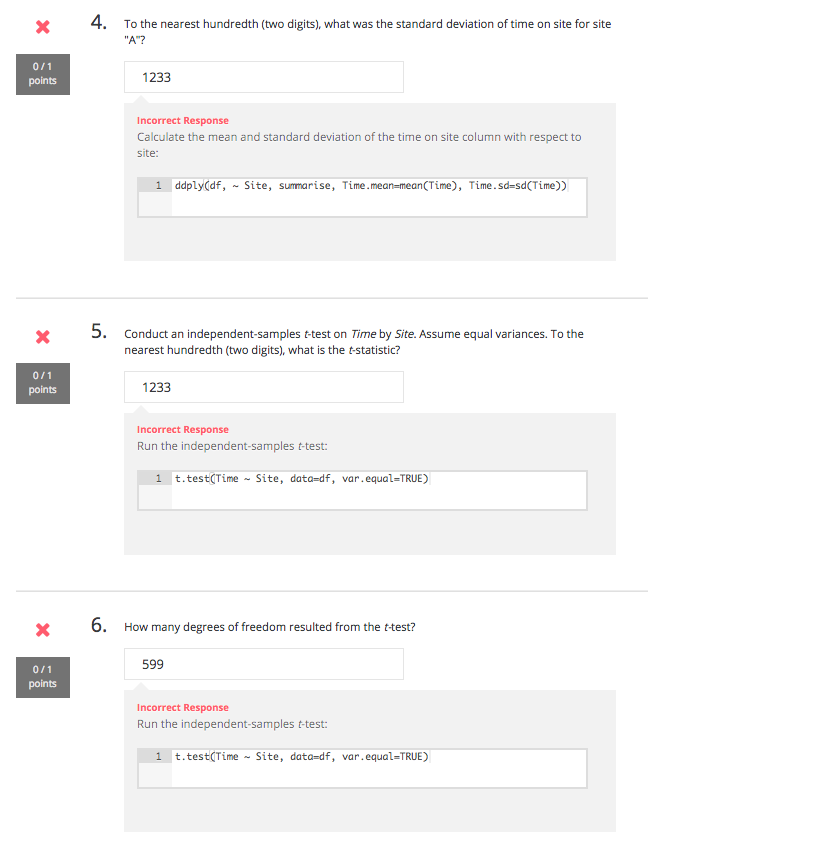 4. To the nearest hundredth (two digits), what was the standard deviation of time on site for site
"A"?
0 / 1
points
1233
Incorrect Response
Calculate the mean and standard deviation of the time on site column with respect to
site:
1 ddply(df, ~ Site, summarise, Time.mean=mean(Time), Time.sd=sd(Time))
5. Conduct an independent-samples t-test on Time by Site. Assume equal variances. To the
nearest hundredth (two digits), what is the t-statistic?
0 / 1
points
1233
Incorrect Response
Run the independent-samples t-test:
1 t.test(Time ~ Site, data=df, var.equal=TRUE)
6. How many degrees of freedom resulted from the t-test?
0 / 1
points
599
Incorrect Response
Run the independent-samples t-test:
1 t.test(Time ~ Site, data=df, var.equal=TRUE)